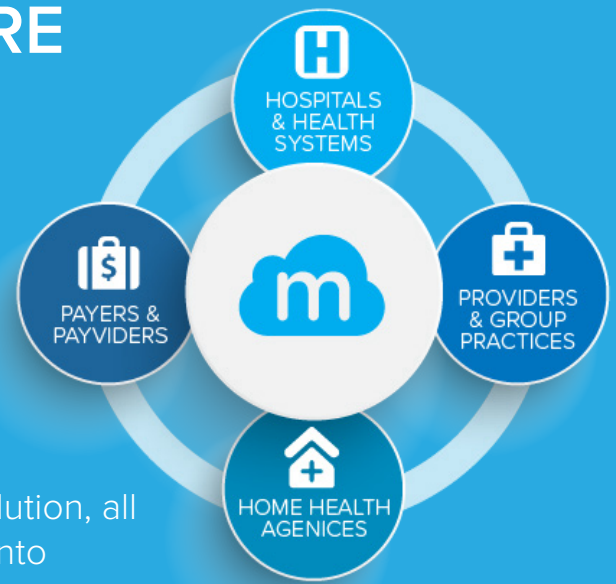 RE
H
HOSPITALS
& HEALTH
SYSTEMS
$
PAYERS &
PAYVIDERS
m
PROVIDERS
& GROUP
PRACTICES
HOME HEALTH
AGENICES
lution, all
nto